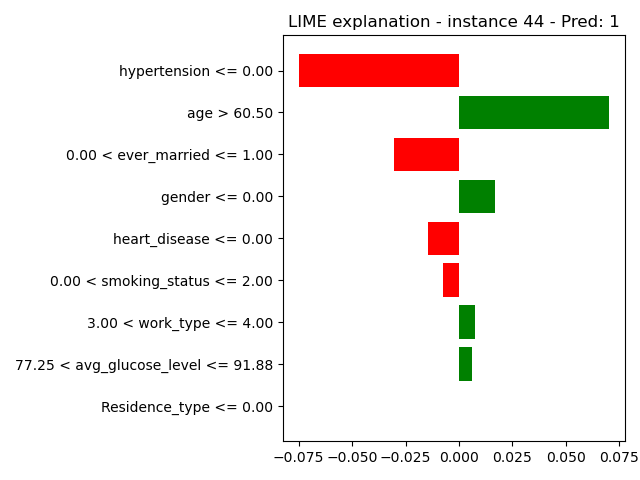 LIME explanation - instance 44 - Pred: 1
hypertension <= 0.00
age > 60.50
0.00 < ever_married <= 1.00
gender <= 0.00
heart_disease <= 0.00
0.00 < smoking_status <= 2.00
3.00 < work_type <= 4.00
77.25 < avg_glucose_level <= 91.88
Residence_type <= 0.00
−0.075 −0.050 −0.025 0.000 0.025 0.050 0.075